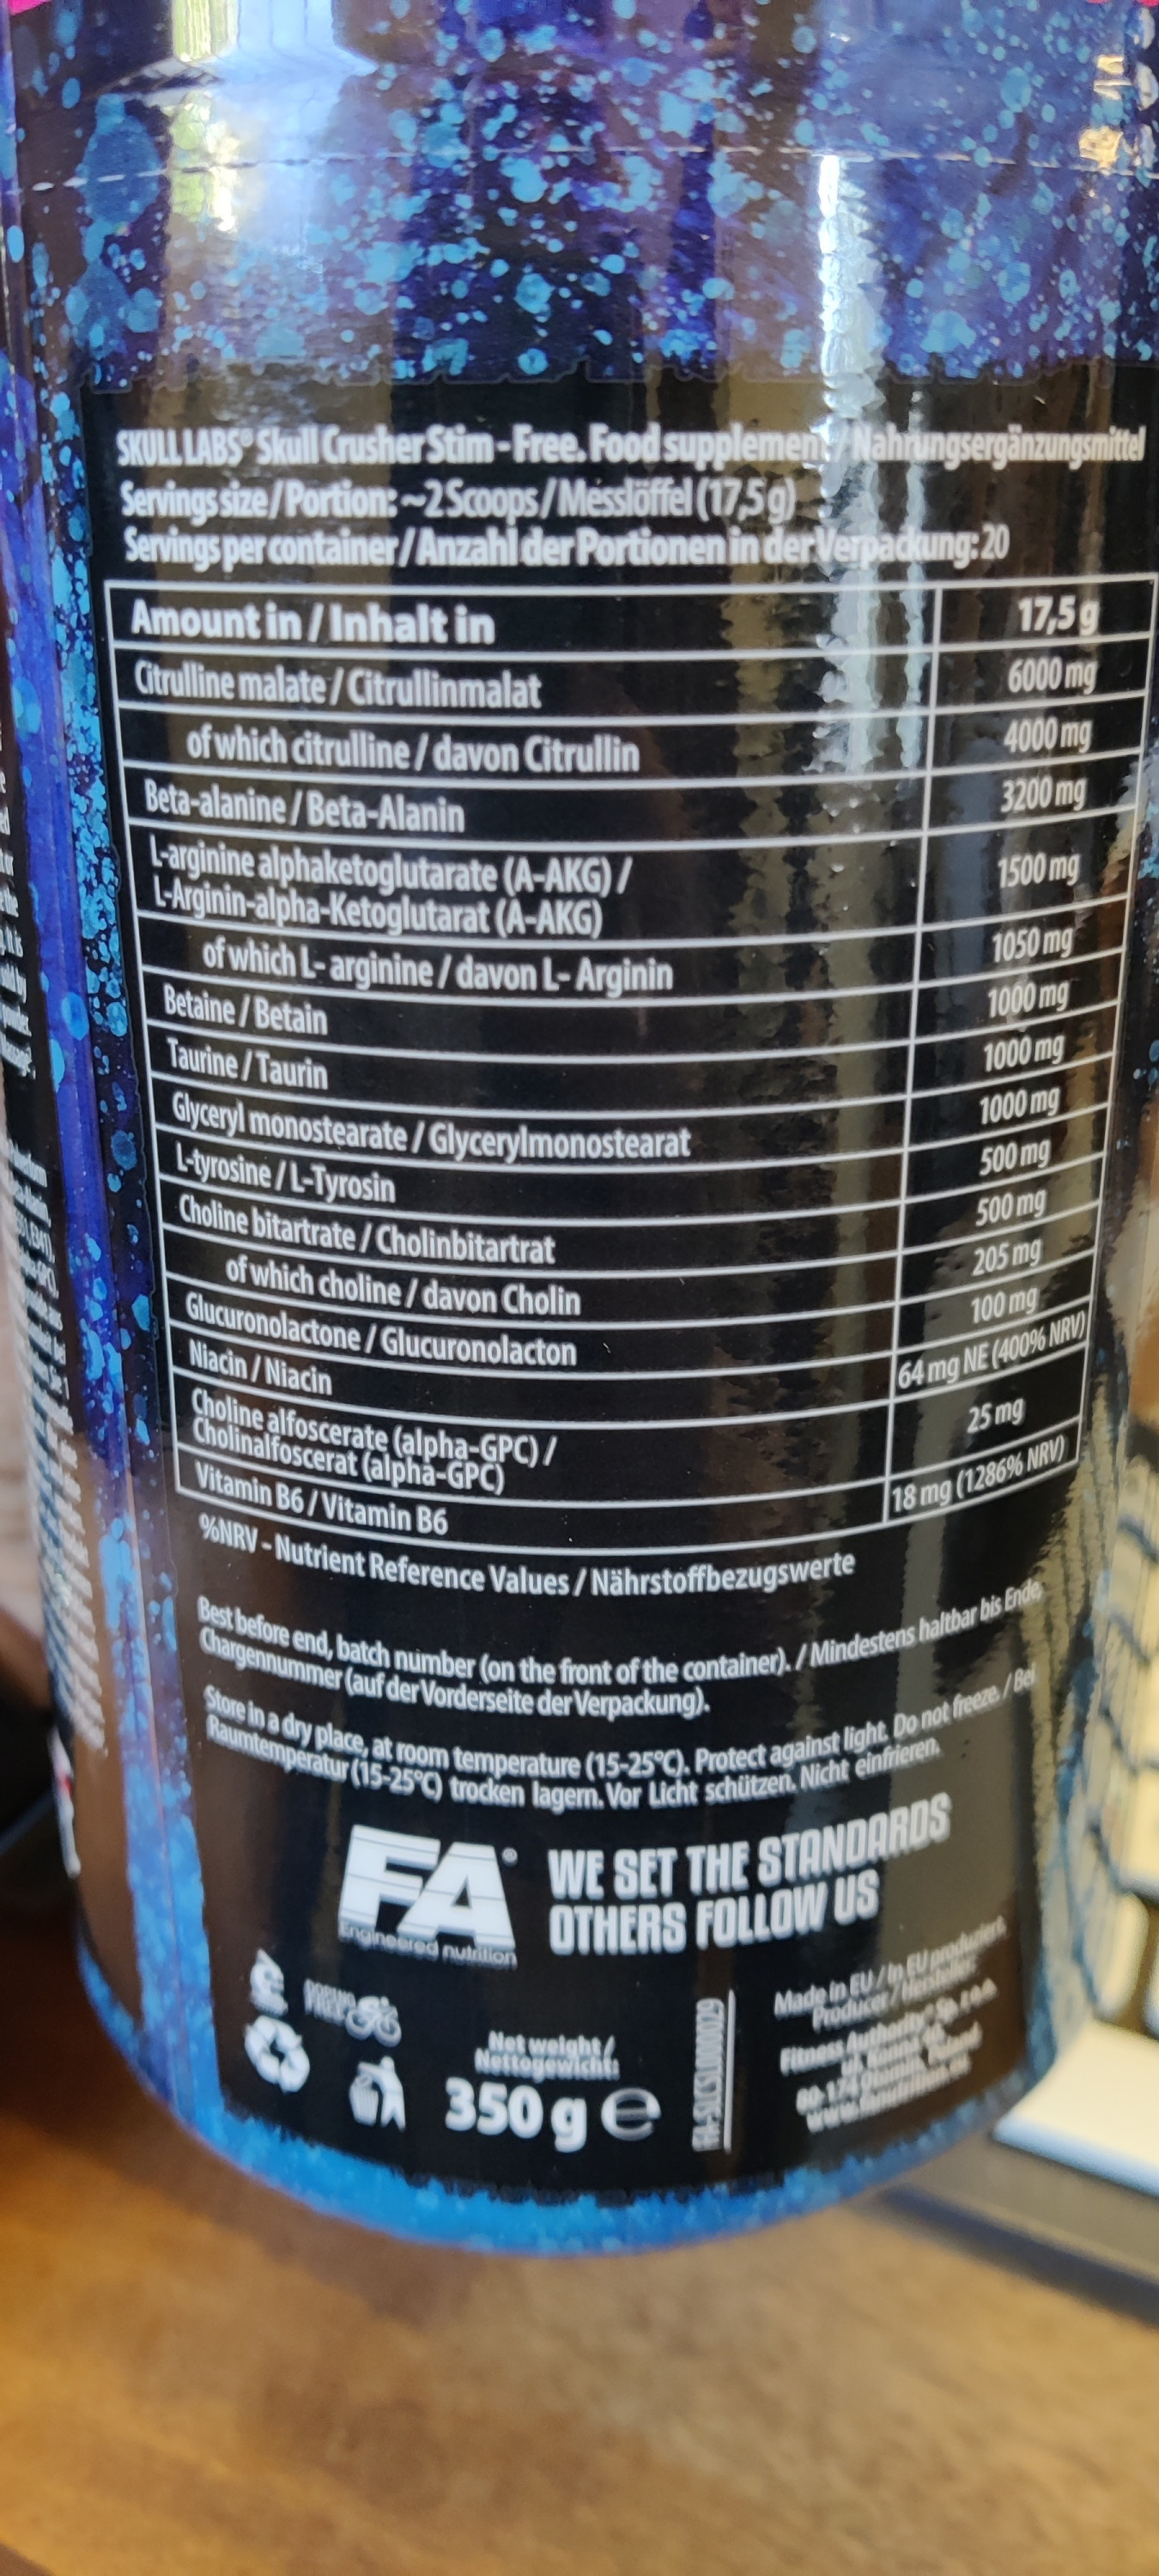 SKULL LABS® Skull Crusher Stim - Free. Food supplement / Nahrungsergänzungsmittel
Servings size / Portion: ~2 Scoops / Messlöffel (17,5 g)
Servings per container / Anzahl der Portionen in der Verpackung: 20
Amount in / Inhalt in 17,5 g
Citrulline malate / Citrullinmalat 6000 mg
of which citrulline / davon Citrullin 4000 mg
Beta-alanine / Beta-Alanin 3200 mg
L-arginine alphaketoglutarate (A-AKG) /
L-Arginin-alpha-Ketoglutarat (A-AKG) 1500 mg
of which L- arginine / davon L- Arginin 1050 mg
Betaine / Betain 1000 mg
Taurine / Taurin 1000 mg
Glyceryl monostearate / Glycerylmonostearat 1000 mg
L-tyrosine / L-Tyrosin 500 mg
Choline bitartrate / Cholinbitartrat 500 mg
of which choline / davon Cholin 205 mg
Glucuronolactone / Glucuronolacton 100 mg
Niacin / Niacin 64 mg NE (400% NRV)
Choline alfoscerate (alpha-GPC) /
Cholinalfoscerat (alpha-GPC) 25 mg
Vitamin B6 / Vitamin B6 18 mg (1286% NRV)
%NRV - Nutrient Reference Values / Nährstoffbezugswerte
Best before end, batch number (on the front of the container). / Mindestens haltbar bis Ende,
Chargennummer (auf der Vorderseite der Verpackung).
Store in a dry place, at room temperature (15-25°C). Protect against light. Do not freeze. / Bei
Raumtemperatur (15-25°C) trocken lagern. Vor Licht schützen. Nicht einfrieren.
FA®
Engineered nutrition
WE SET THE STANDARDS
OTHERS FOLLOW US
DOPING
FREE
Net weight /
Nettogewicht:
350 g e
Made in EU / In EU produziert.
Producer / Hersteller:
Fitness Authority® Sp. z o.o.